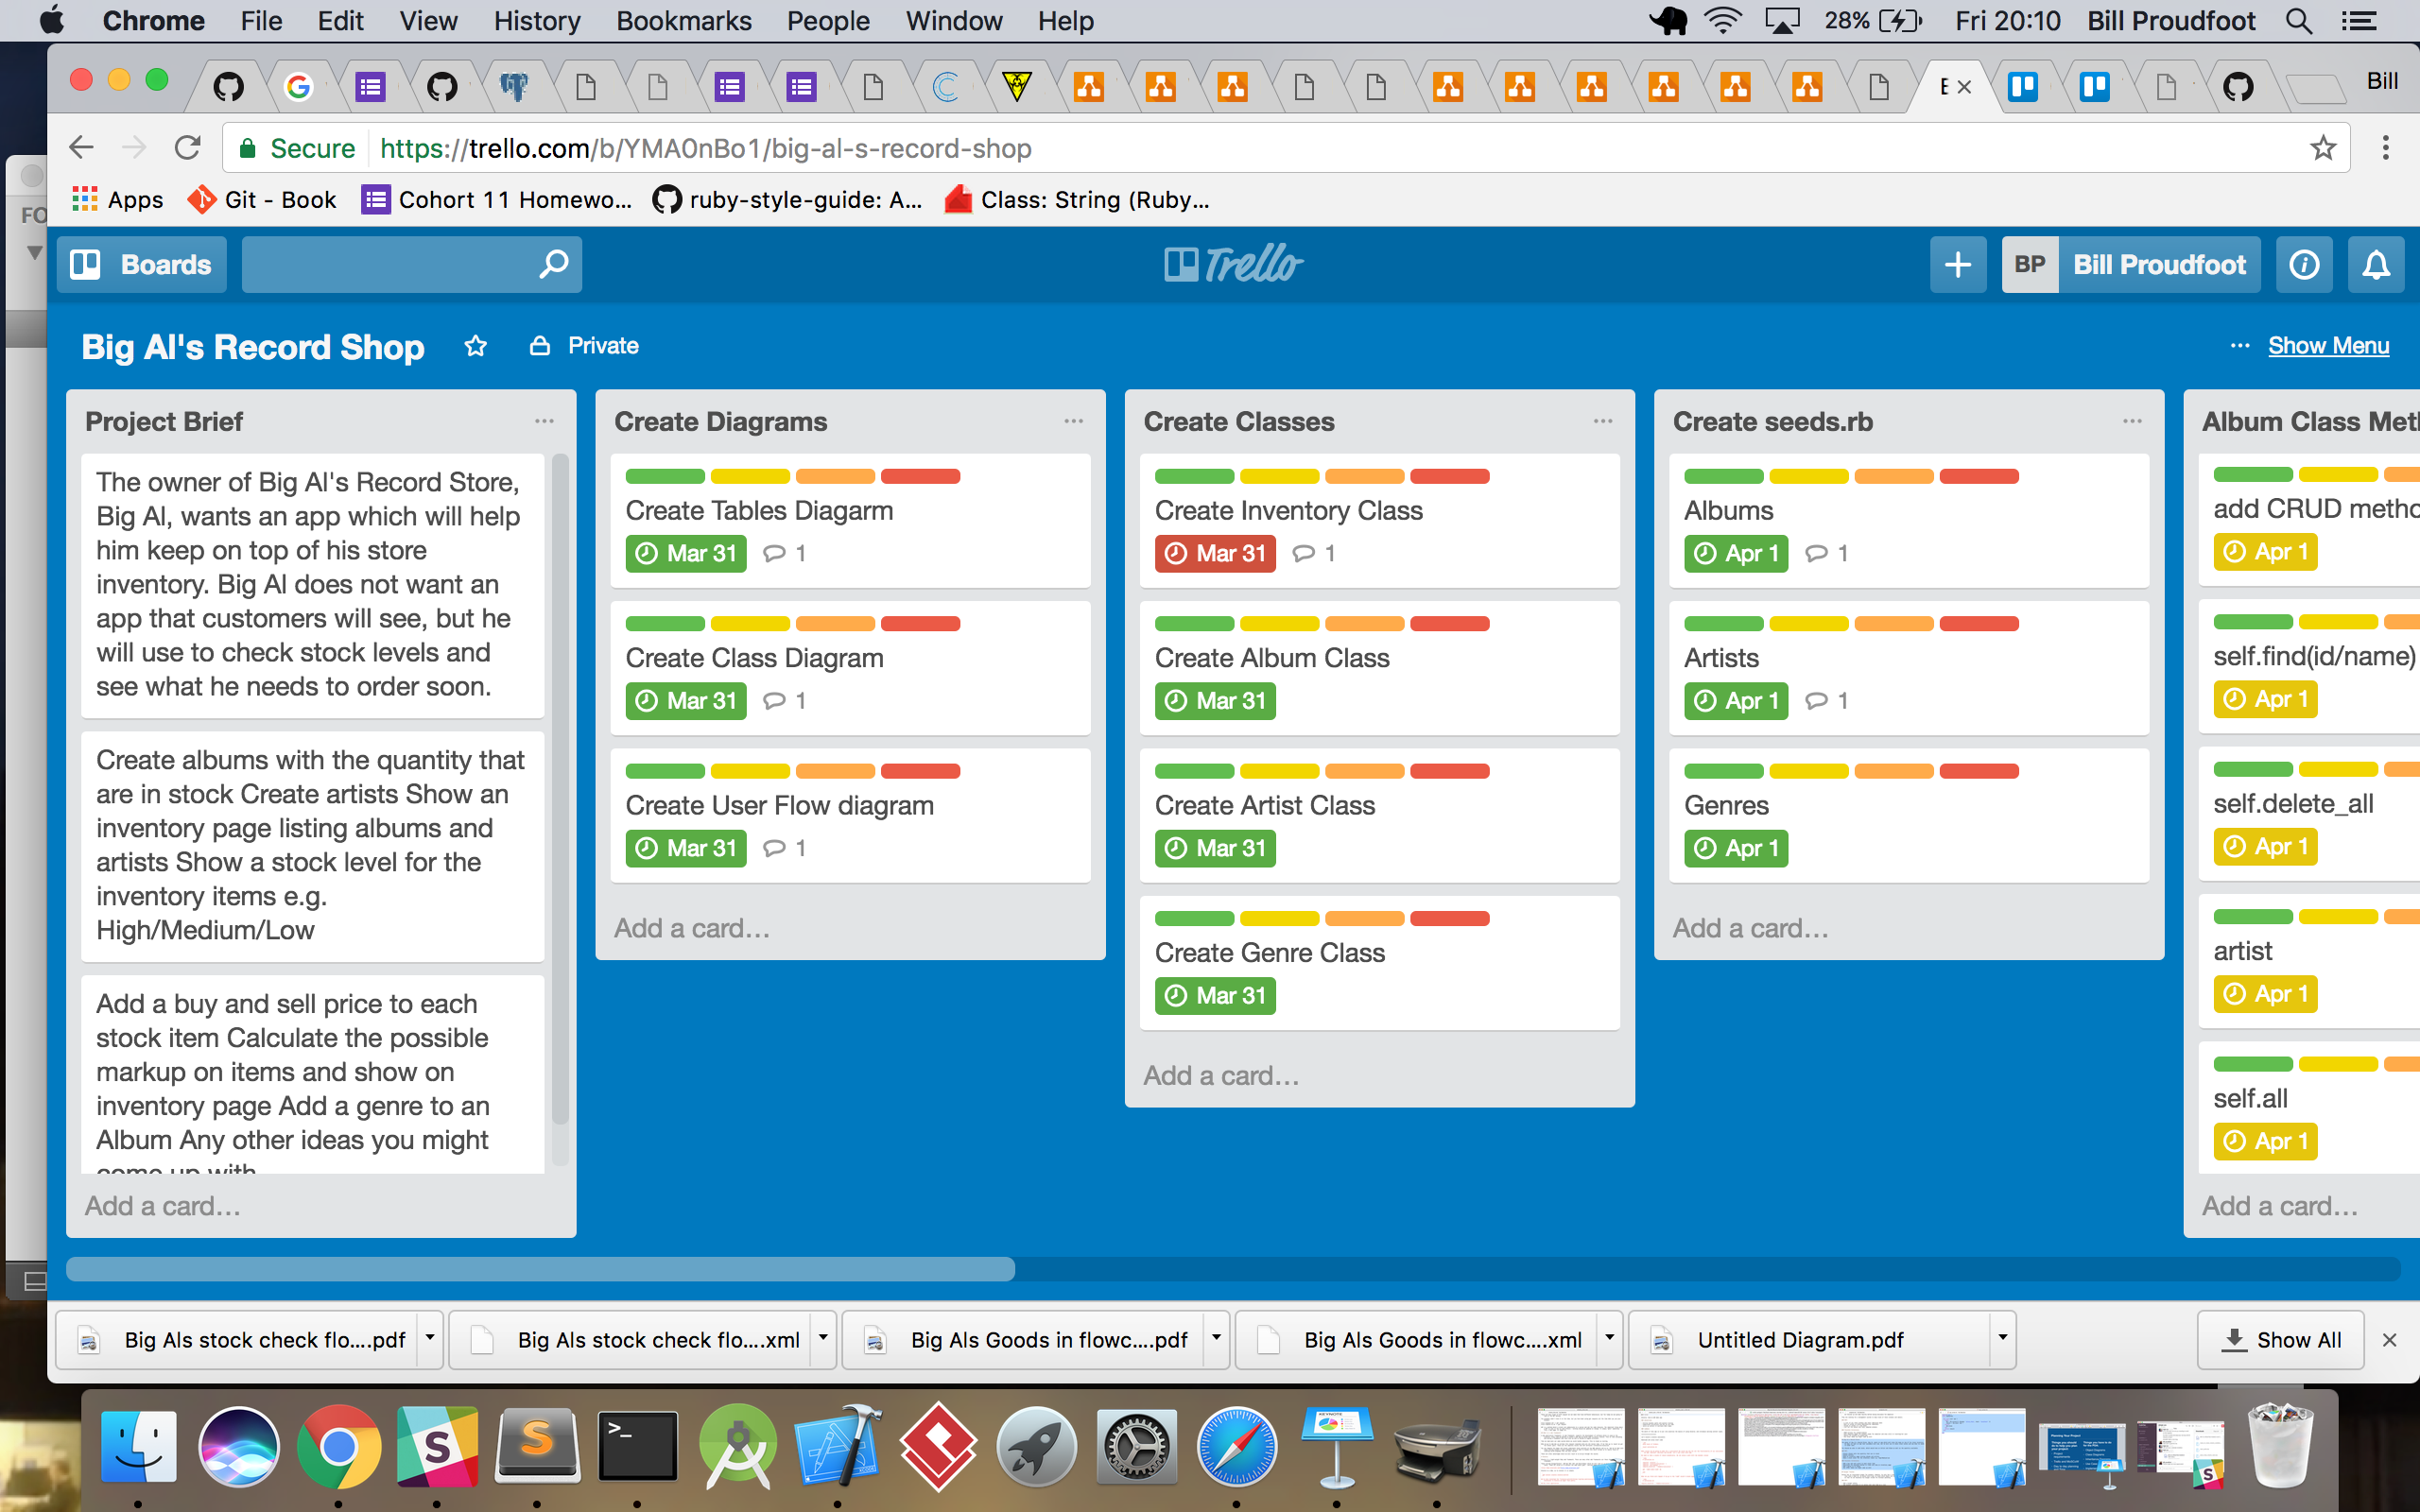 Chrome File Edit View History Bookmarks People Window Help 28% Fri 20:10 Bill Proudfoot
E Bill
Secure https://trello.com/b/YMA0nBo1/big-al-s-record-shop
Apps Git - Book Cohort 11 Homewo... ruby-style-guide: A... Class: String (Ruby...
FO
Boards Trello BP Bill Proudfoot
Big Al's Record Shop Private ... Show Menu
Project Brief
The owner of Big Al's Record Store,
Big Al, wants an app which will help
him keep on top of his store
inventory. Big Al does not want an
app that customers will see, but he
will use to check stock levels and
see what he needs to order soon.
Create albums with the quantity that
are in stock Create artists Show an
inventory page listing albums and
artists Show a stock level for the
inventory items e.g.
High/Medium/Low
Add a buy and sell price to each
stock item Calculate the possible
markup on items and show on
inventory page Add a genre to an
Album Any other ideas you might
come up with
Add a card...
Create Diagrams
Create Tables Diagarm
Mar 31 1
Create Class Diagram
Mar 31 1
Create User Flow diagram
Mar 31 1
Add a card...
Create Classes
Create Inventory Class
Mar 31 1
Create Album Class
Mar 31
Create Artist Class
Mar 31
Create Genre Class
Mar 31
Add a card...
Create seeds.rb
Albums
Apr 1 1
Artists
Apr 1 1
Genres
Apr 1
Add a card...
Album Class Met
add CRUD metho
Apr 1
self.find(id/name)
Apr 1
self.delete_all
Apr 1
artist
Apr 1
self.all
Apr 1
Add a card...
Big Als stock check flo....pdf Big Als stock check flo....xml Big Als Goods in flowc....pdf Big Als Goods in flowc....xml Untitled Diagram.pdf Show All